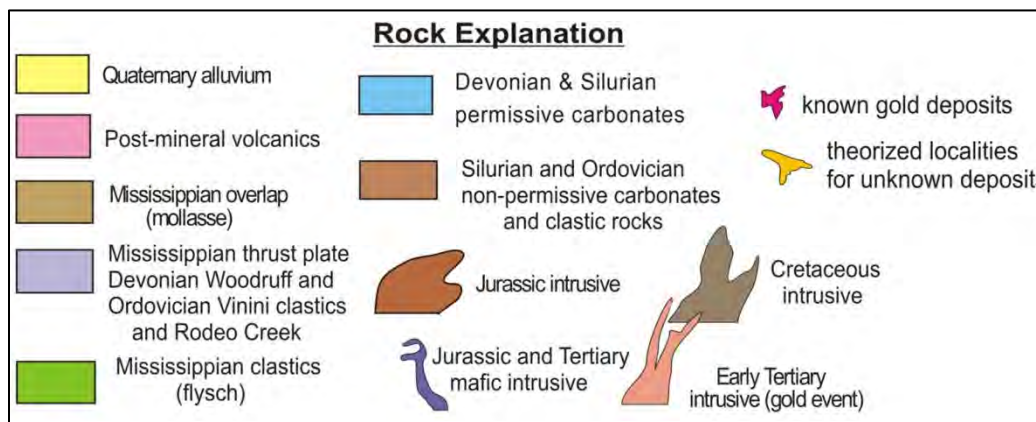 Rock Explanation
Quaternary alluvium
Post-mineral volcanics
Mississippian overlap
(mollasse)
Mississippian thrust plate
Devonian Woodruff and
Ordovician Vinini clastics
and Rodeo Creek
Mississippian clastics
(flysch)
Devonian & Silurian
permissive carbonates
Silurian and Ordovician
non-permissive carbonates
and clastic rocks
Jurassic intrusive
Jurassic and Tertiary
mafic intrusive
known gold deposits
theorized localities
for unknown deposit
Cretaceous
intrusive
Early Tertiary
intrusive (gold event)